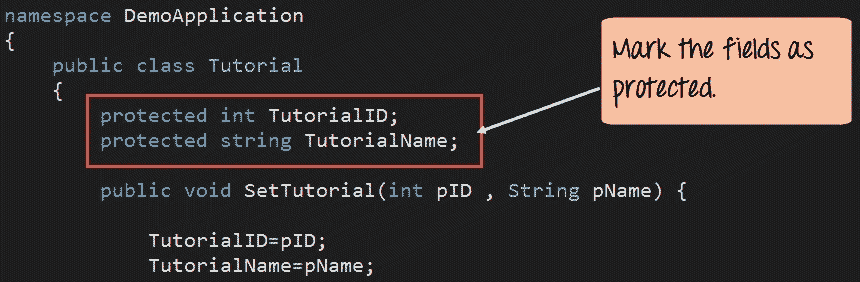 namespace DemoApplication
{
public class Tutorial
{
protected int TutorialID;
protected string TutorialName;
public void SetTutorial(int pID , String pName) {
TutorialID=pID;
TutorialName=pName;
Mark the fields as
protected.